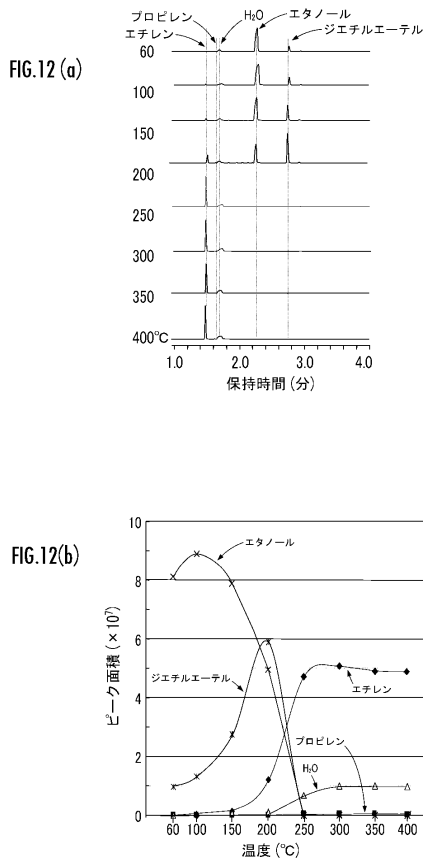 FIG.12 (a)
プロピレン
エチレン
H₂O
エタノール
ジエチルエーテル
60
100
150
200
250
300
350
400℃
1.0 2.0 3.0 4.0
保持時間(分)
FIG.12(b)
ピーク面積(×10⁷)
10
8
6
4
2
0
エタノール
ジエチルエーテル
エチレン
プロピレン
H₂O
60 100 150 200 250 300 350 400
温度(℃)